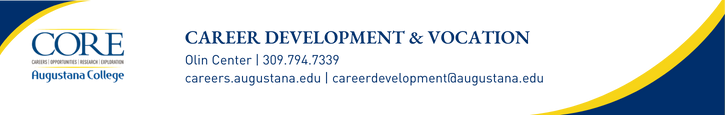 CORE
CAREERS | OPPORTUNITIES | RESEARCH | EXPLORATION
Augustana College
CAREER DEVELOPMENT & VOCATION
Olin Center | 309.794.7339
careers.augustana.edu | careerdevelopment@augustana.edu